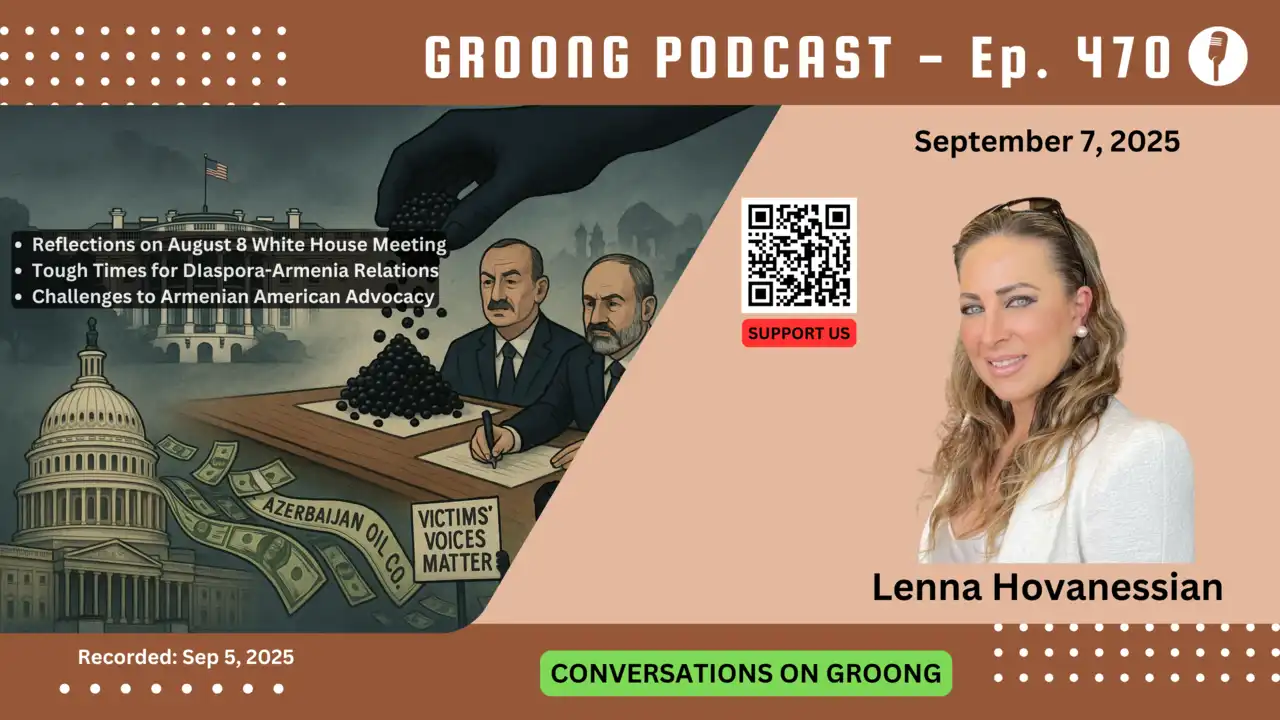 GROONG PODCAST – Ep. 470
September 7, 2025
• Reflections on August 8 White House Meeting
• Tough Times for DIaspora-Armenia Relations
• Challenges to Armenian American Advocacy
SUPPORT US
AZERBAIJAN OIL CO.
VICTIMS'
VOICES
MATTER
Lenna Hovanessian
Recorded: Sep 5, 2025
CONVERSATIONS ON GROONG